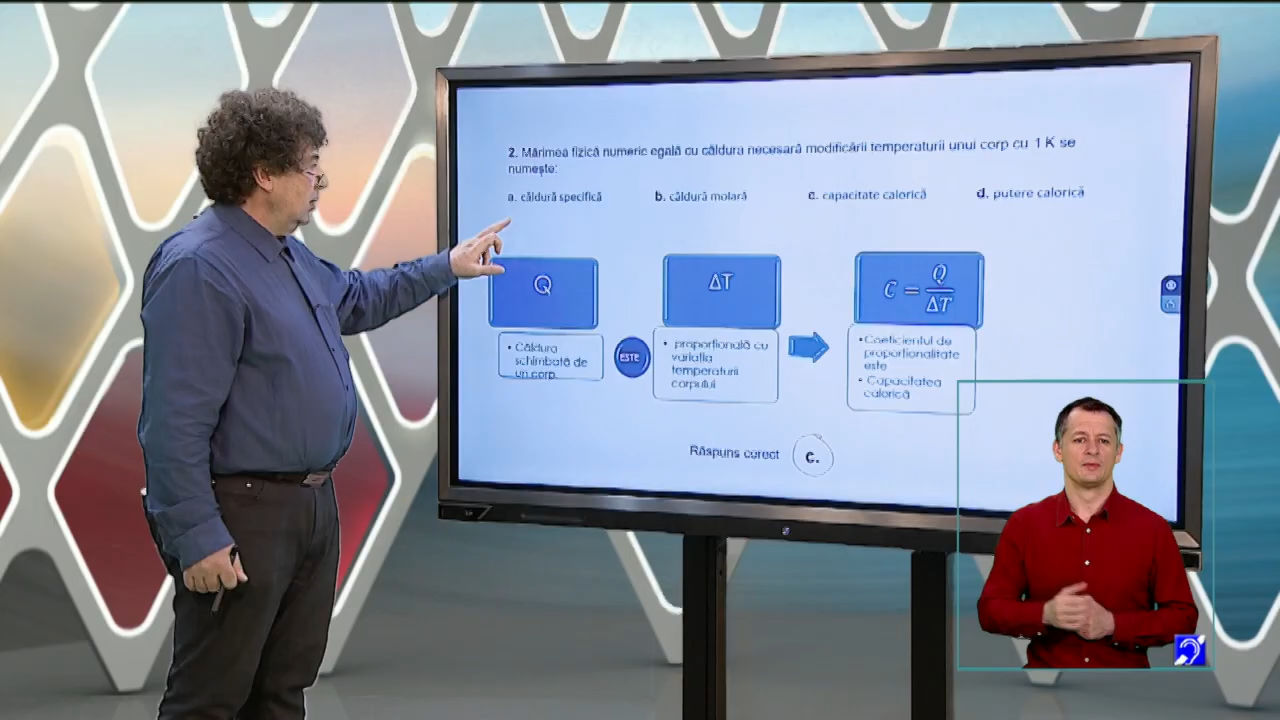 2. Mărimea fizică numeric egală cu căldura necesară modificării temperaturii unui corp cu 1 K se
numește:
a. căldură specifică b. căldură molară c. capacitate calorică d. putere calorică
Q
ΔT
C = Q/ΔT
• Căldura
schimbată de
un corp
ESTE
• proporțională cu
variația
temperaturii
corpului
• Coeficientul de
proporționalitate
este
• Capacitatea
calorică
Răspuns corect c.